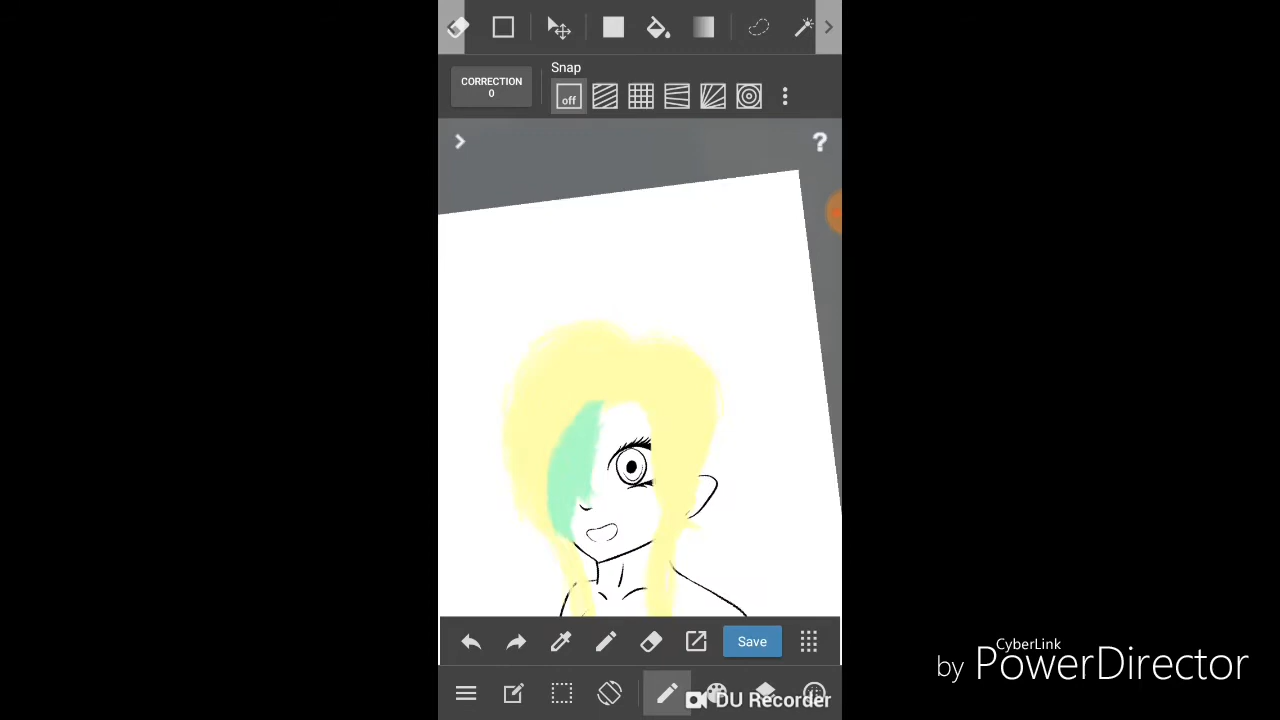 Snap
CORRECTION
0
off
?
Save
DU Recorder
CyberLink
by PowerDirector